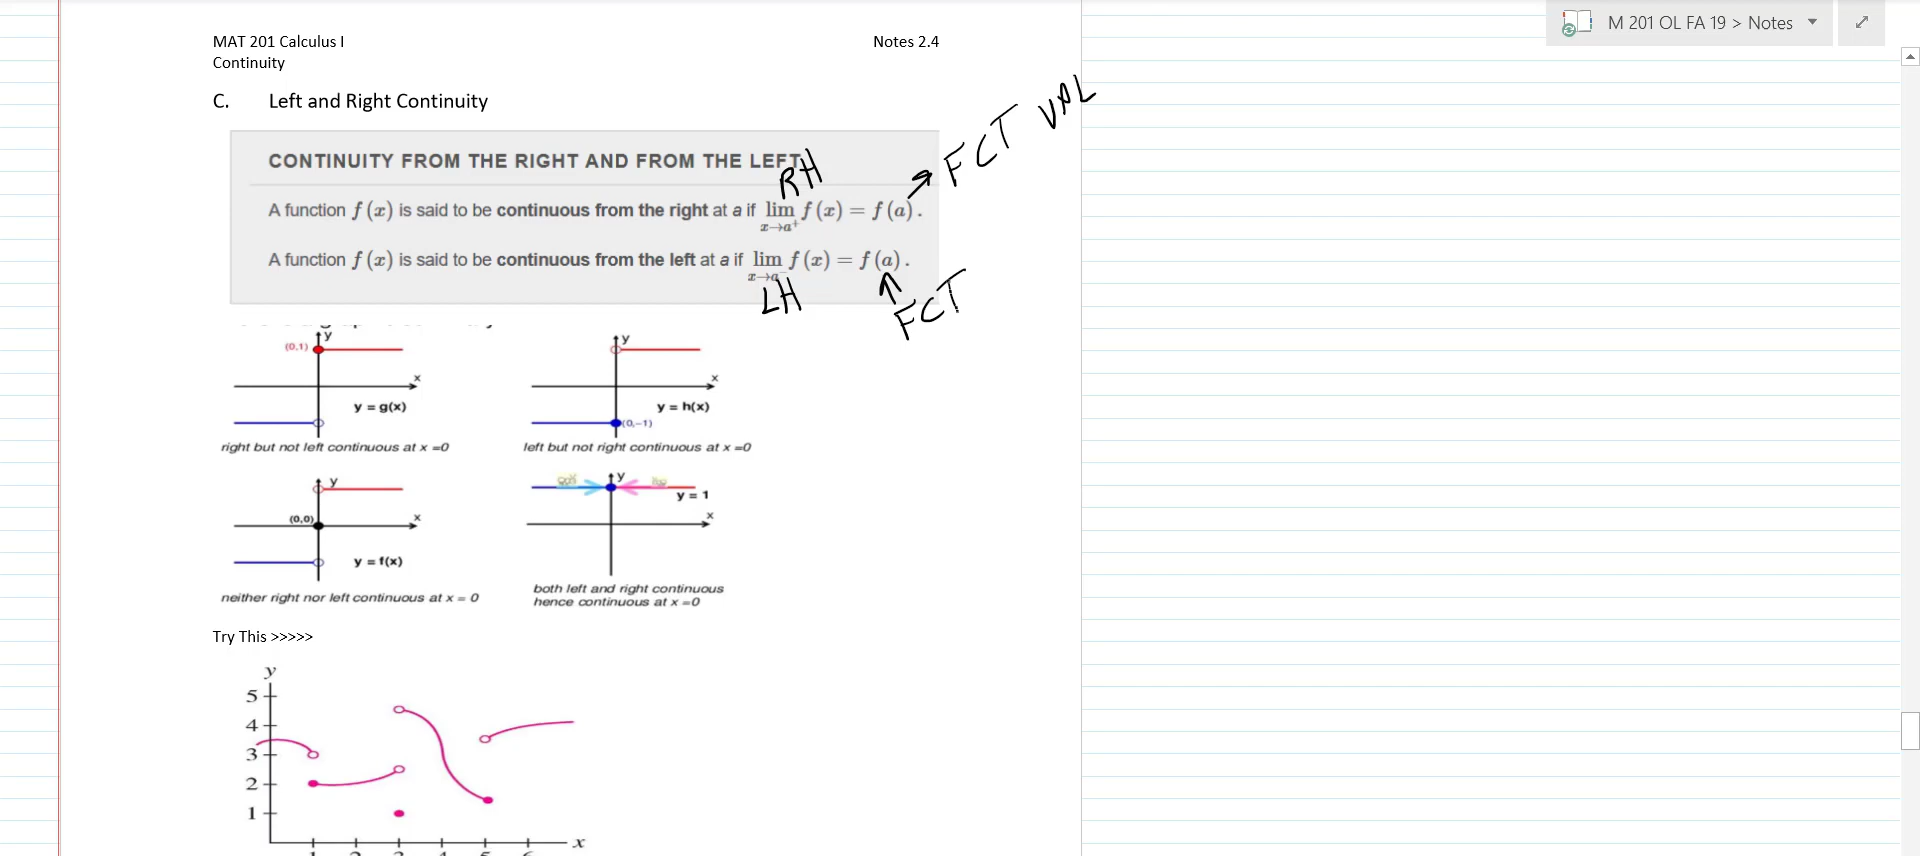 M 201 OL FA 19 > Notes
MAT 201 Calculus I Notes 2.4
Continuity
C. Left and Right Continuity
FCT VAL
CONTINUITY FROM THE RIGHT AND FROM THE LEFT
RH
A function f (x) is said to be continuous from the right at a if lim x→a⁺ f (x) = f (a) .
A function f (x) is said to be continuous from the left at a if lim x→a⁻ f (x) = f (a) .
LH
FCT
(0,1) y
x
y = g(x)
right but not left continuous at x =0
y
x
y = h(x)
(0,−1)
left but not right continuous at x =0
y
(0,0) x
y = f(x)
neither right nor left continuous at x = 0
y
y = 1
x
both left and right continuous
hence continuous at x =0
Try This >>>>>
y
5
4
3
2
1
x